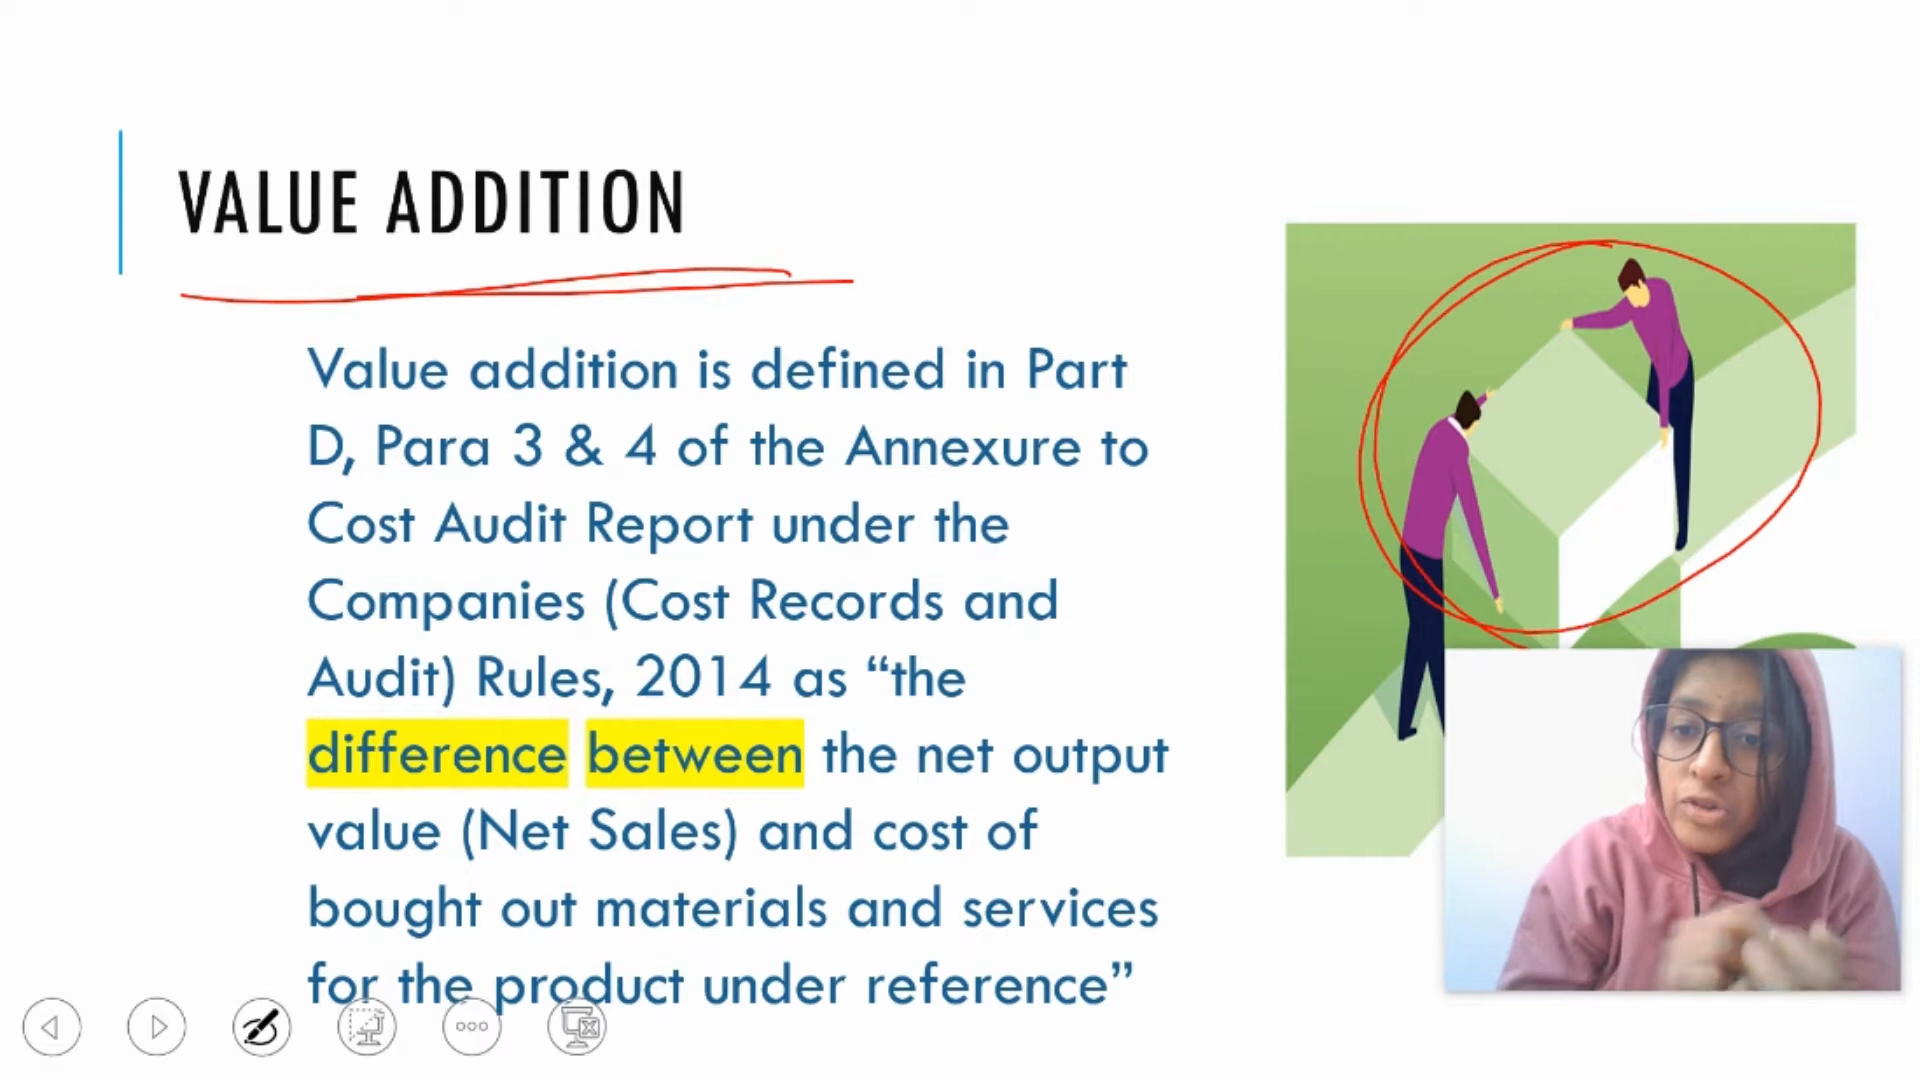 VALUE ADDITION
Value addition is defined in Part
D, Para 3 & 4 of the Annexure to
Cost Audit Report under the
Companies (Cost Records and
Audit) Rules, 2014 as “the
difference between the net output
value (Net Sales) and cost of
bought out materials and services
for the product under reference”